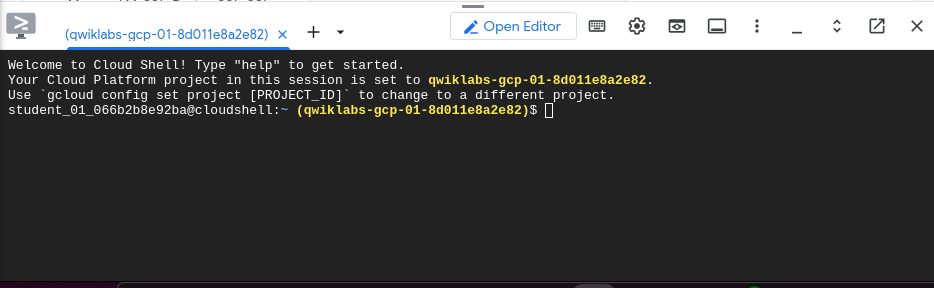 (qwiklabs-gcp-01-8d011e8a2e82)
Open Editor
Welcome to Cloud Shell! Type "help" to get started.
Your Cloud Platform project in this session is set to qwiklabs-gcp-01-8d011e8a2e82.
Use `gcloud config set project [PROJECT_ID]` to change to a different project.
student_01_066b2b8e92ba@cloudshell:~ (qwiklabs-gcp-01-8d011e8a2e82)$